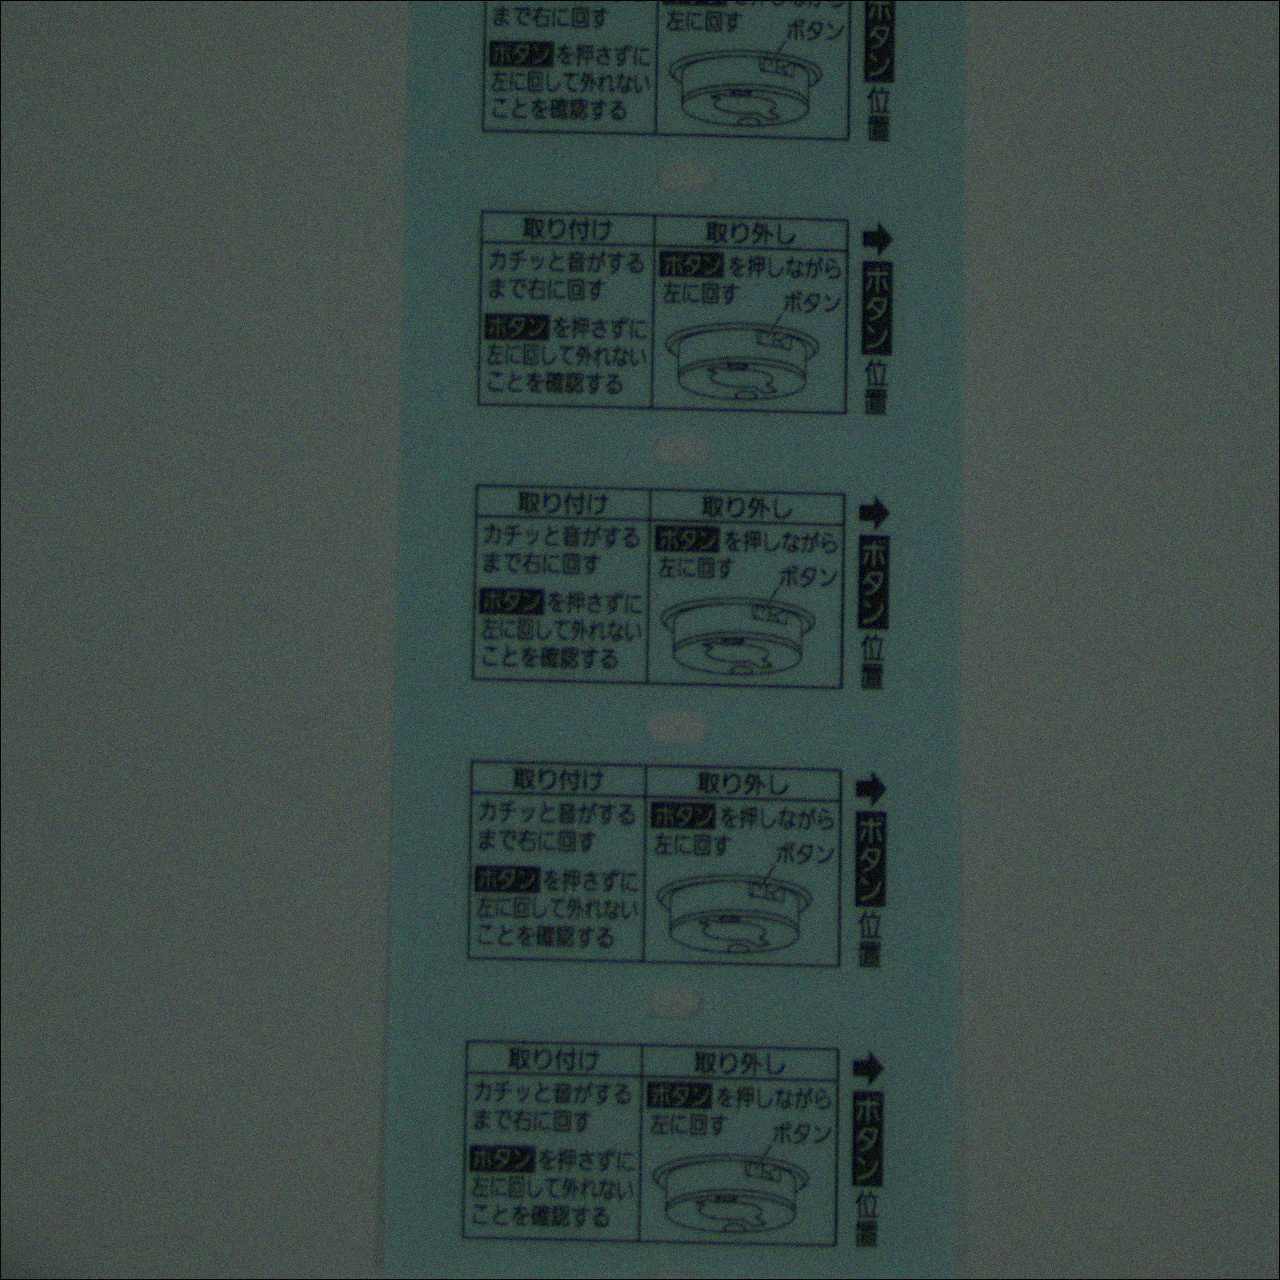 まで右に回す
ボタンを押さずに
左に回して外れない
ことを確認する
左に回す
ボタン
ボタン位置
取り付け
カチッと音がする
まで右に回す
ボタンを押さずに
左に回して外れない
ことを確認する
取り外し
ボタンを押しながら
左に回す
ボタン
➡ボタン位置
取り付け
カチッと音がする
まで右に回す
ボタンを押さずに
左に回して外れない
ことを確認する
取り外し
ボタンを押しながら
左に回す
ボタン
➡ボタン位置
取り付け
カチッと音がする
まで右に回す
ボタンを押さずに
左に回して外れない
ことを確認する
取り外し
ボタンを押しながら
左に回す
ボタン
➡ボタン位置
取り付け
カチッと音がする
まで右に回す
ボタンを押さずに
左に回して外れない
ことを確認する
取り外し
ボタンを押しながら
左に回す
ボタン
➡ボタン位置